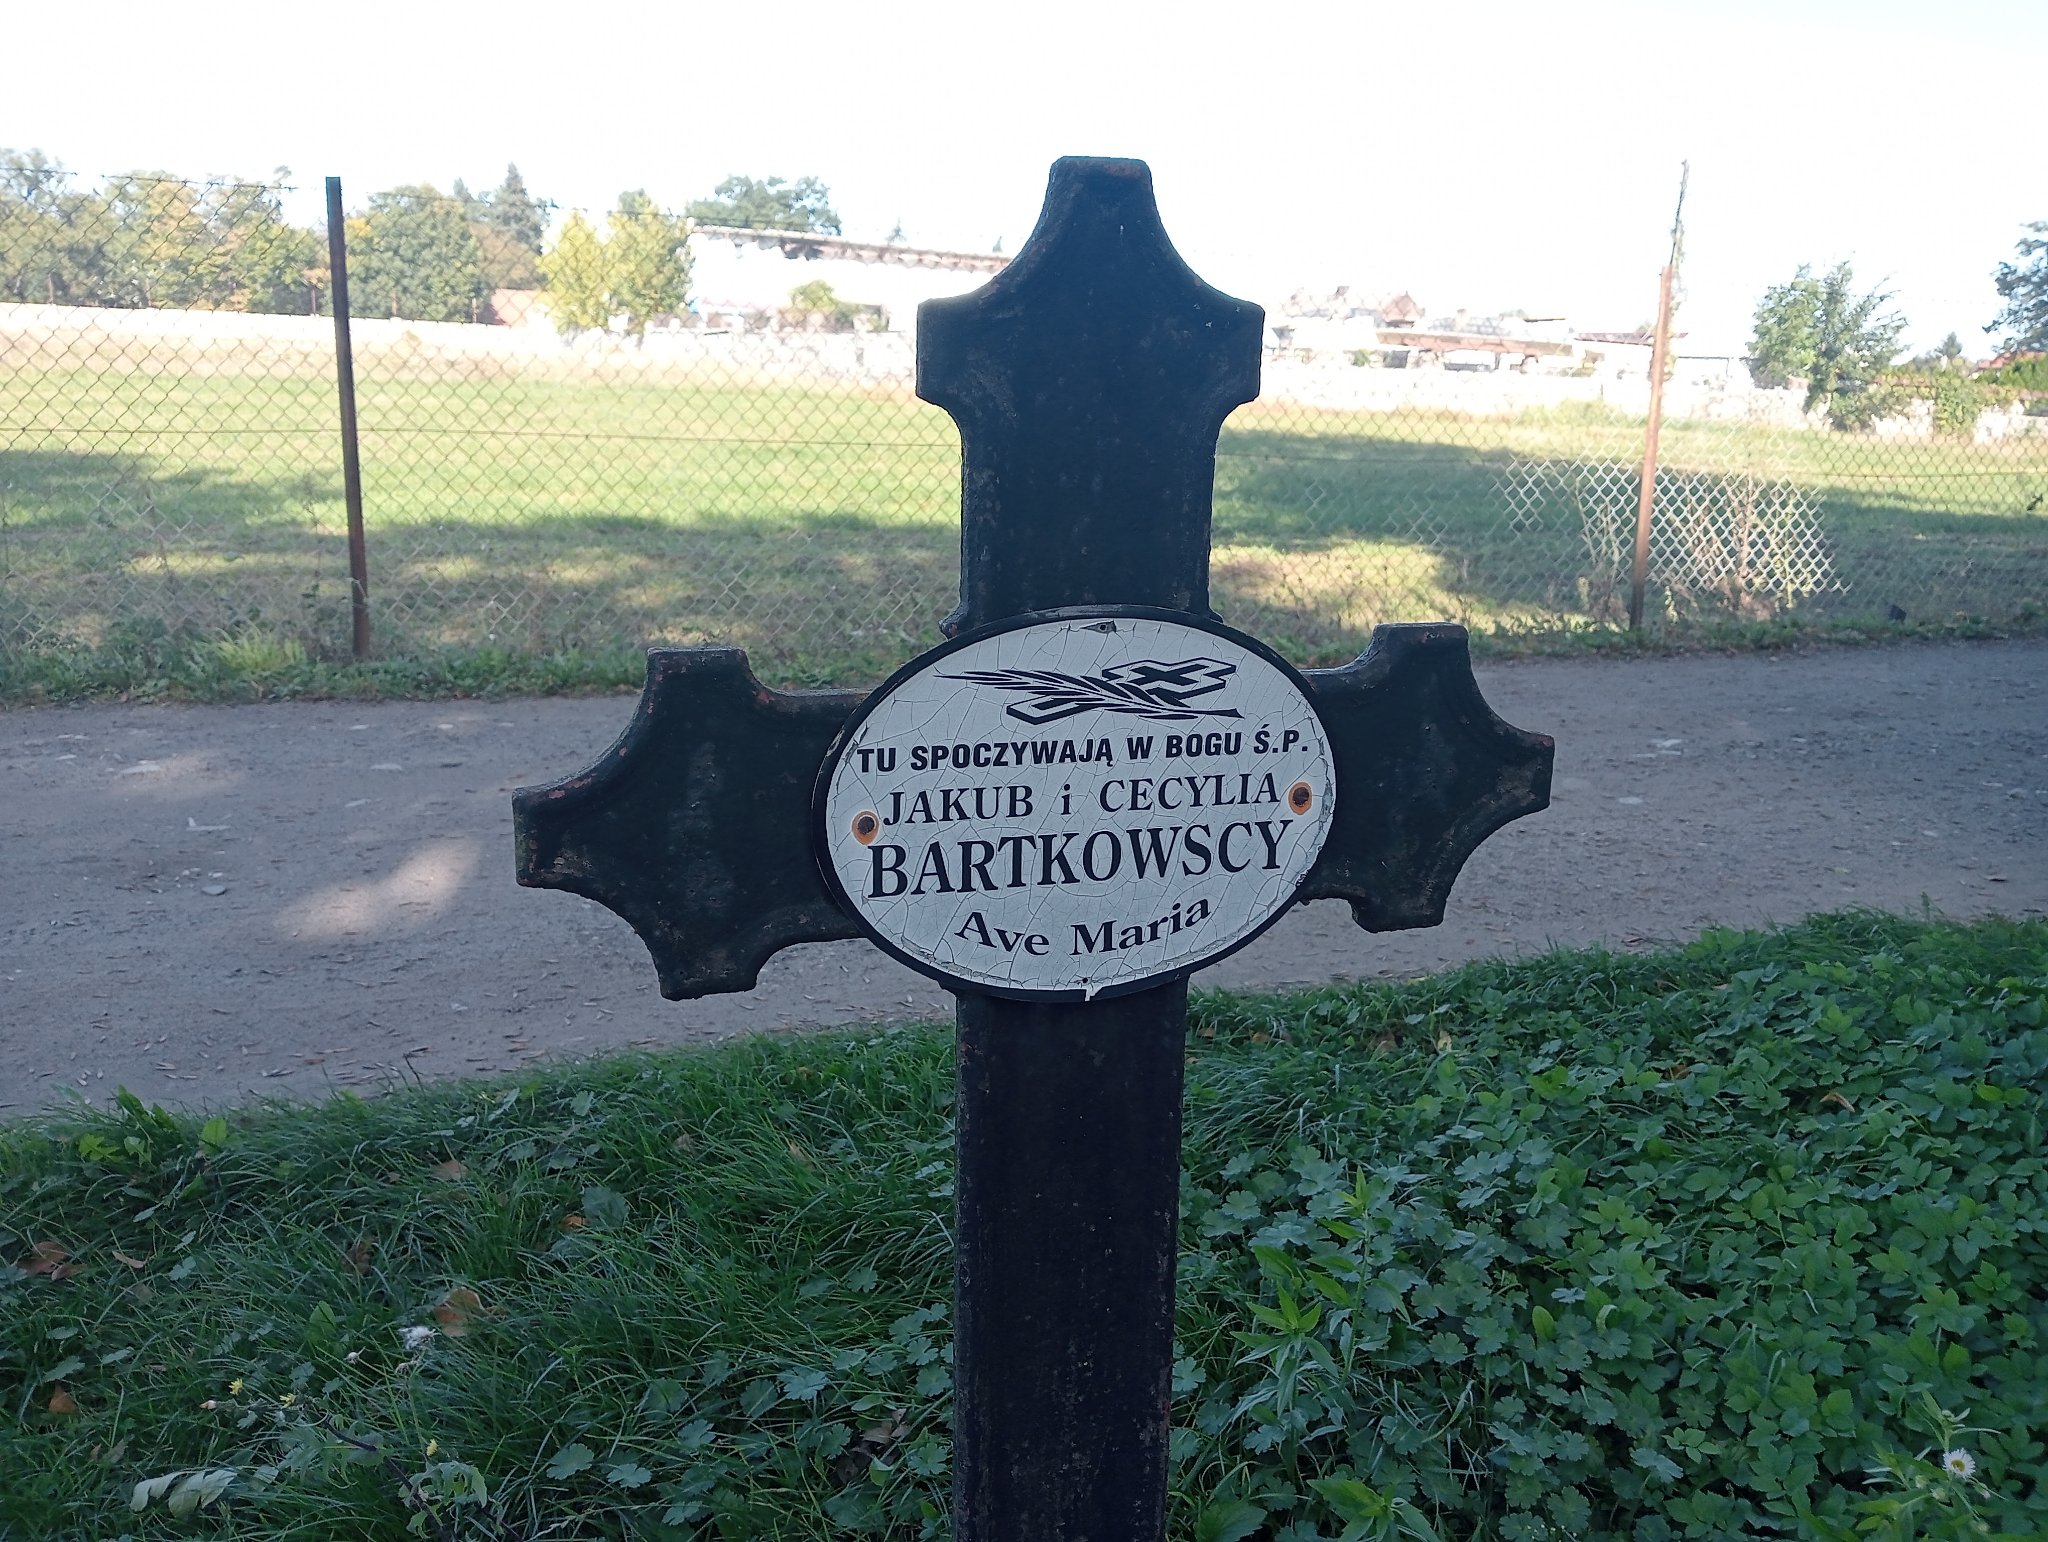 TU SPOCZYWAJĄ W BOGU Ś.P.
JAKUB i CECYLIA
BARTKOWSCY
Ave Maria